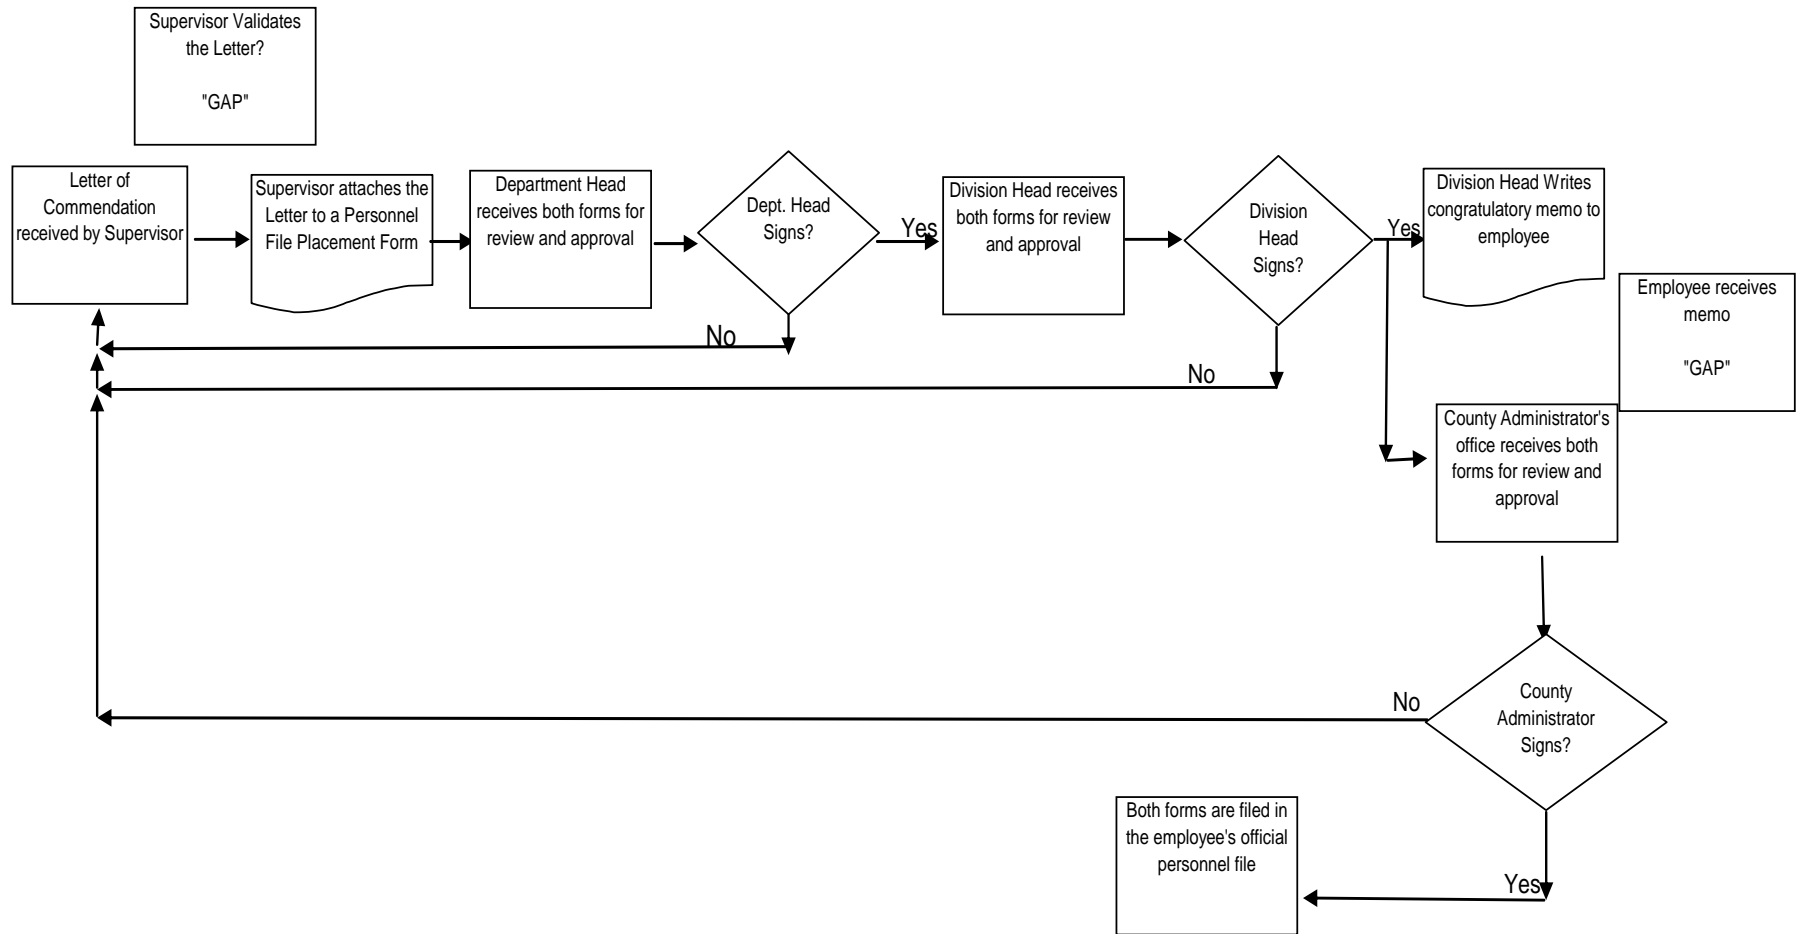 Supervisor Validates
the Letter?
"GAP"
Letter of
Commendation
received by Supervisor
Supervisor attaches the
Letter to a Personnel
File Placement Form
Department Head
receives both forms for
review and approval
Dept. Head
Signs?
Yes
No
Division Head receives
both forms for review
and approval
Division
Head
Signs?
Yes
No
Division Head Writes
congratulatory memo to
employee
Employee receives
memo
"GAP"
County Administrator's
office receives both
forms for review and
approval
County
Administrator
Signs?
No
Yes
Both forms are filed in
the employee's official
personnel file